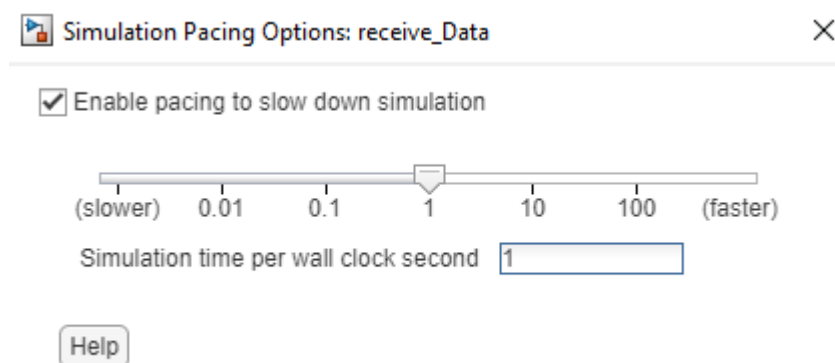 Simulation Pacing Options: receive_Data
Enable pacing to slow down simulation
(slower) 0.01 0.1 1 10 100 (faster)
Simulation time per wall clock second 1
Help